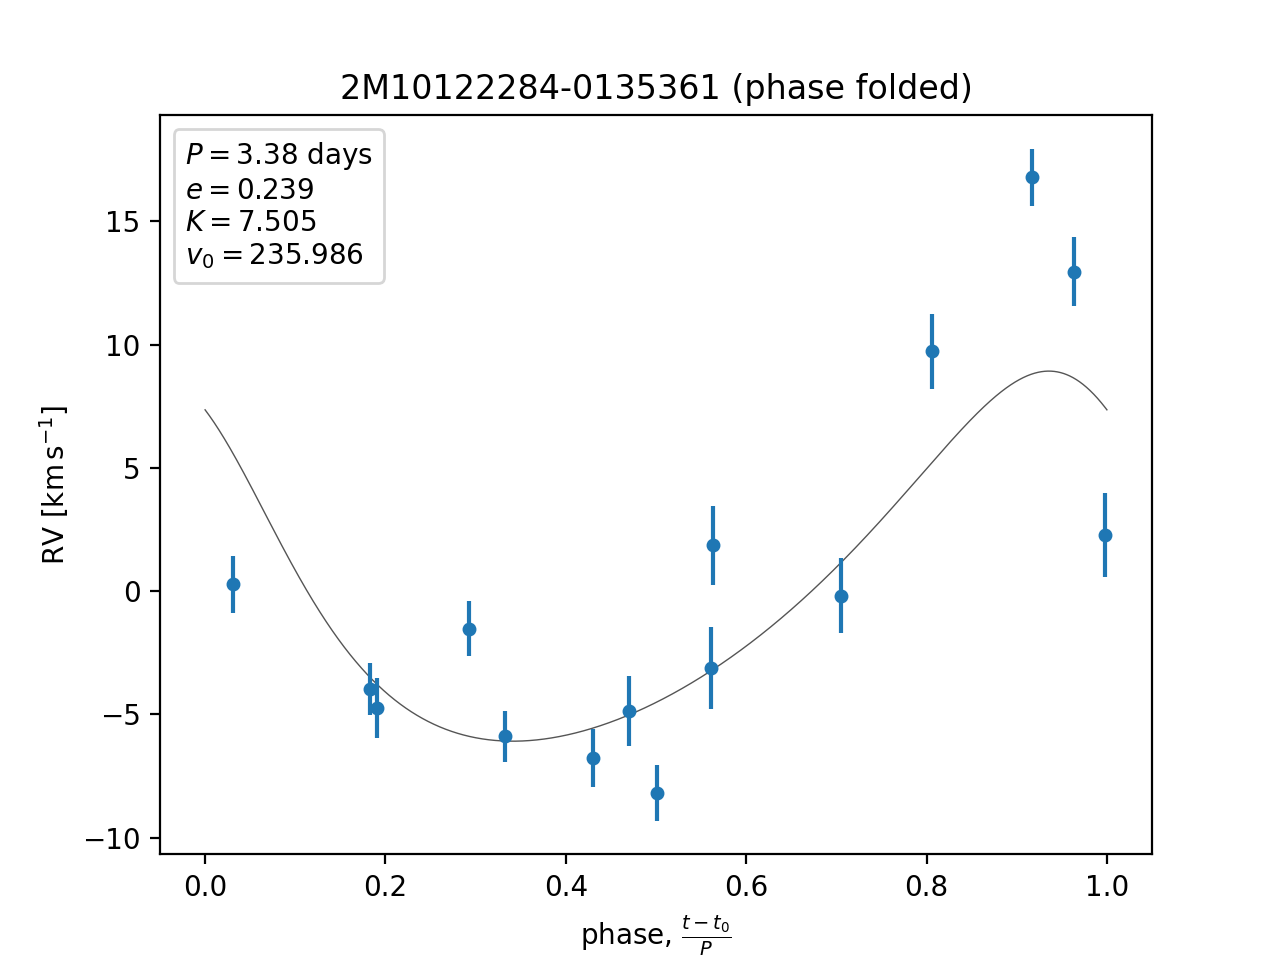 2M10122284-0135361 (phase folded)
P = 3.38 days
e = 0.239
K = 7.505
v₀ = 235.986
15
10
5
0
−5
−10
RV [km s⁻¹]
0.0 0.2 0.4 0.6 0.8 1.0
phase, (t − t₀)/P